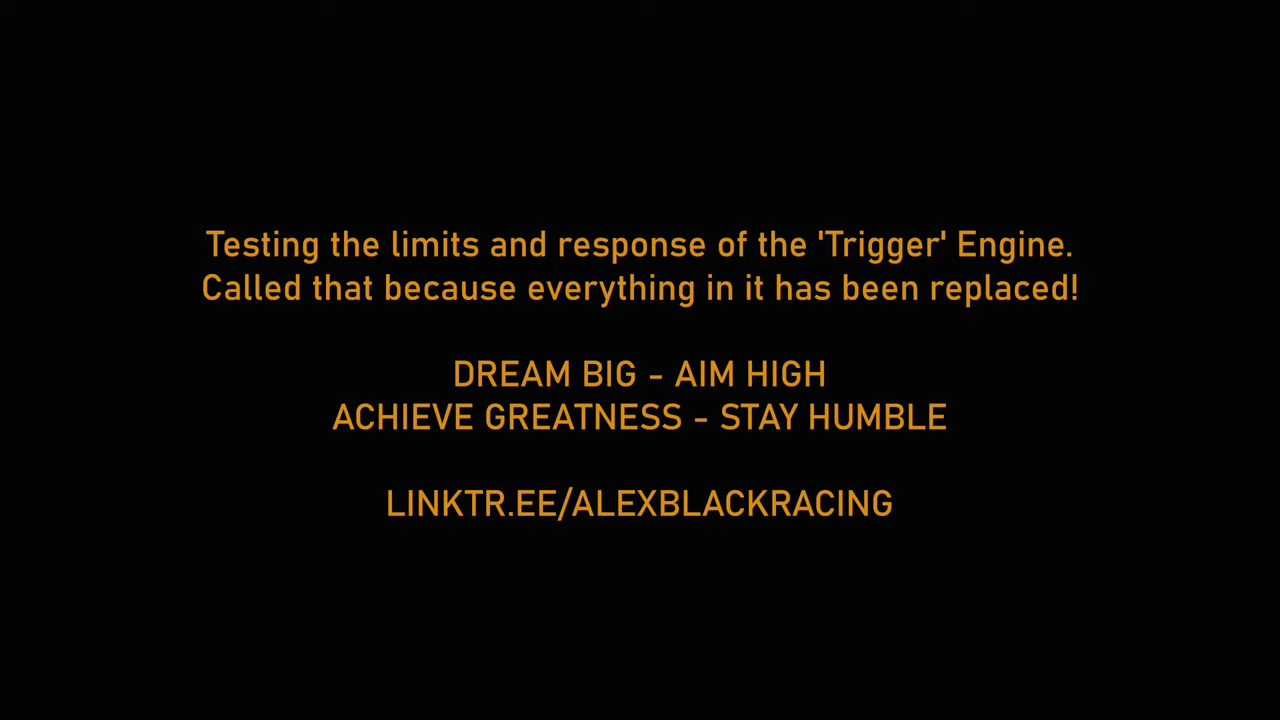 Testing the limits and response of the 'Trigger' Engine.
Called that because everything in it has been replaced!
DREAM BIG - AIM HIGH
ACHIEVE GREATNESS - STAY HUMBLE
LINKTR.EE/ALEXBLACKRACING